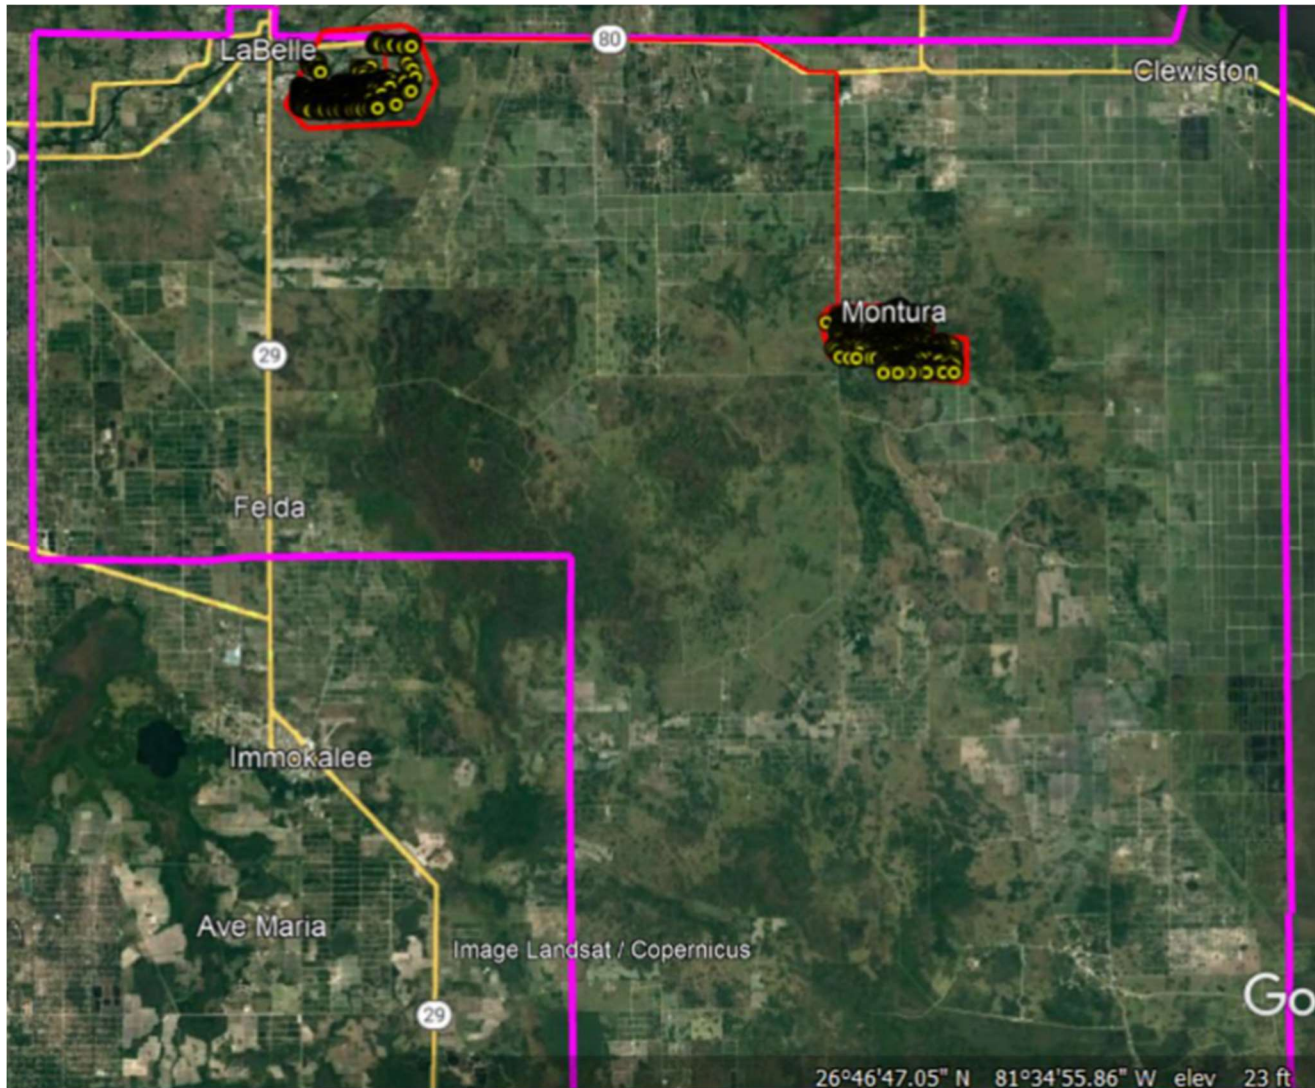 LaBelle
80
Clewiston
Montura
29
Felda
Immokalee
Ave Maria
Image Landsat / Copernicus
Go
29
26°46'47.05" N 81°34'55.86" W elev 23 ft